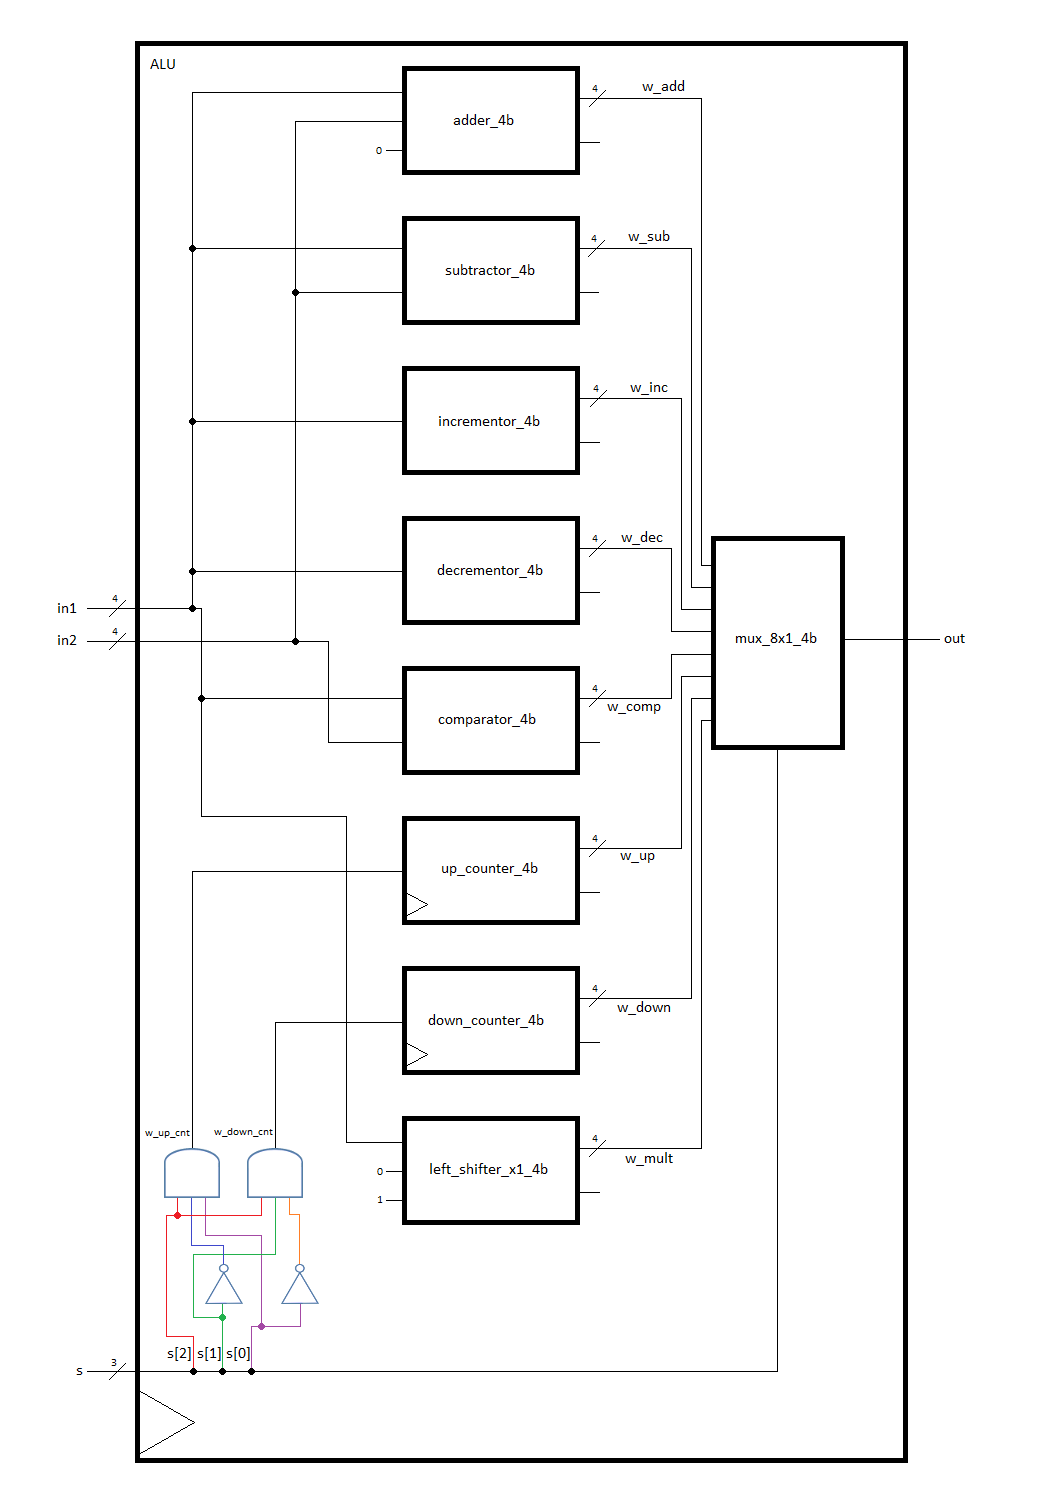 ALU
4
w_add
adder_4b
0
4
w_sub
subtractor_4b
4
w_inc
incrementor_4b
4
w_dec
decrementor_4b
in1
4
in2
4
mux_8x1_4b
out
4
w_comp
comparator_4b
4
w_up
up_counter_4b
4
w_down
down_counter_4b
w_up_cnt
w_down_cnt
4
w_mult
left_shifter_x1_4b
0
1
s[2]
s[1]
s[0]
s
3